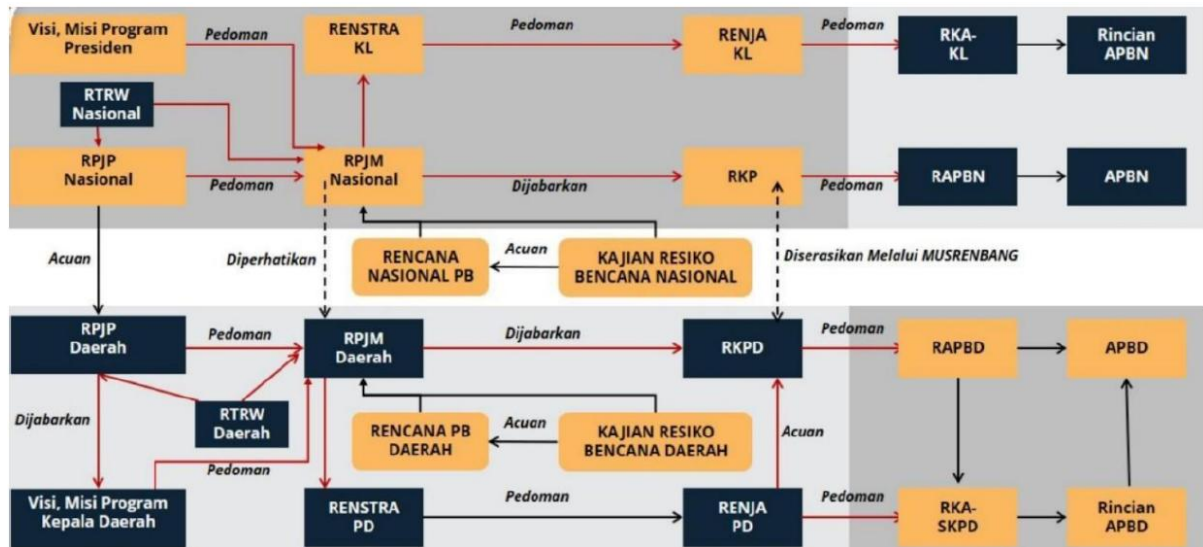 Visi, Misi Program
Presiden
Pedoman
RENSTRA
KL
Pedoman
RENJA
KL
Pedoman
RKA-
KL
Rincian
APBN
RTRW
Nasional
RPJP
Nasional
Pedoman
RPJM
Nasional
Dijabarkan
RKP
Pedoman
RAPBN
APBN
Acuan
Diperhatikan
RENCANA
NASIONAL PB
Acuan
KAJIAN RESIKO
BENCANA NASIONAL
Diserasikan Melalui MUSRENBANG
RPJP
Daerah
Pedoman
RPJM
Daerah
Dijabarkan
RKPD
Pedoman
RAPBD
APBD
Dijabarkan
RTRW
Daerah
RENCANA PB
DAERAH
Acuan
KAJIAN RESIKO
BENCANA DAERAH
Acuan
Pedoman
Visi, Misi Program
Kepala Daerah
RENSTRA
PD
Pedoman
RENJA
PD
Pedoman
RKA-
SKPD
Rincian
APBD